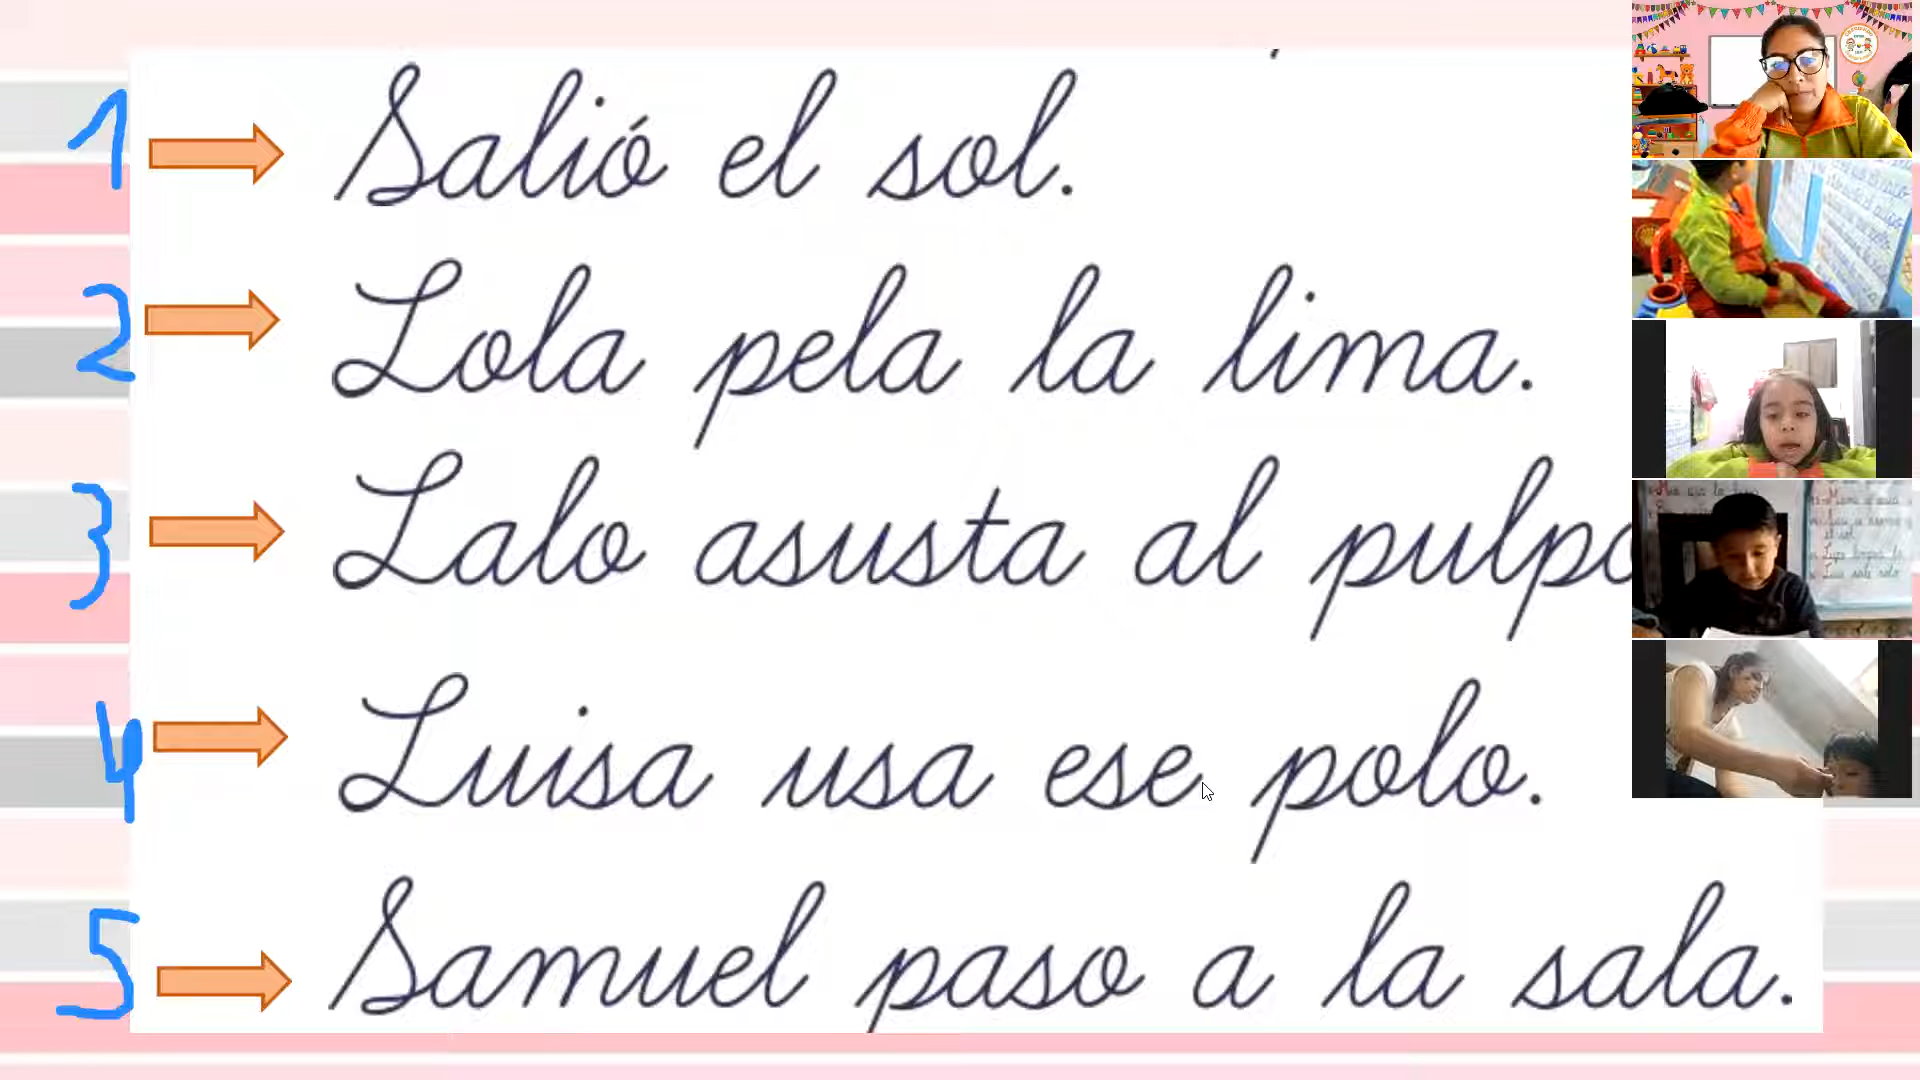 1 Salió el sol.
2 Lola pela la lima.
3 Lalo asusta al
4 Luisa usa ese polo.
5 Samuel paso a la sala.